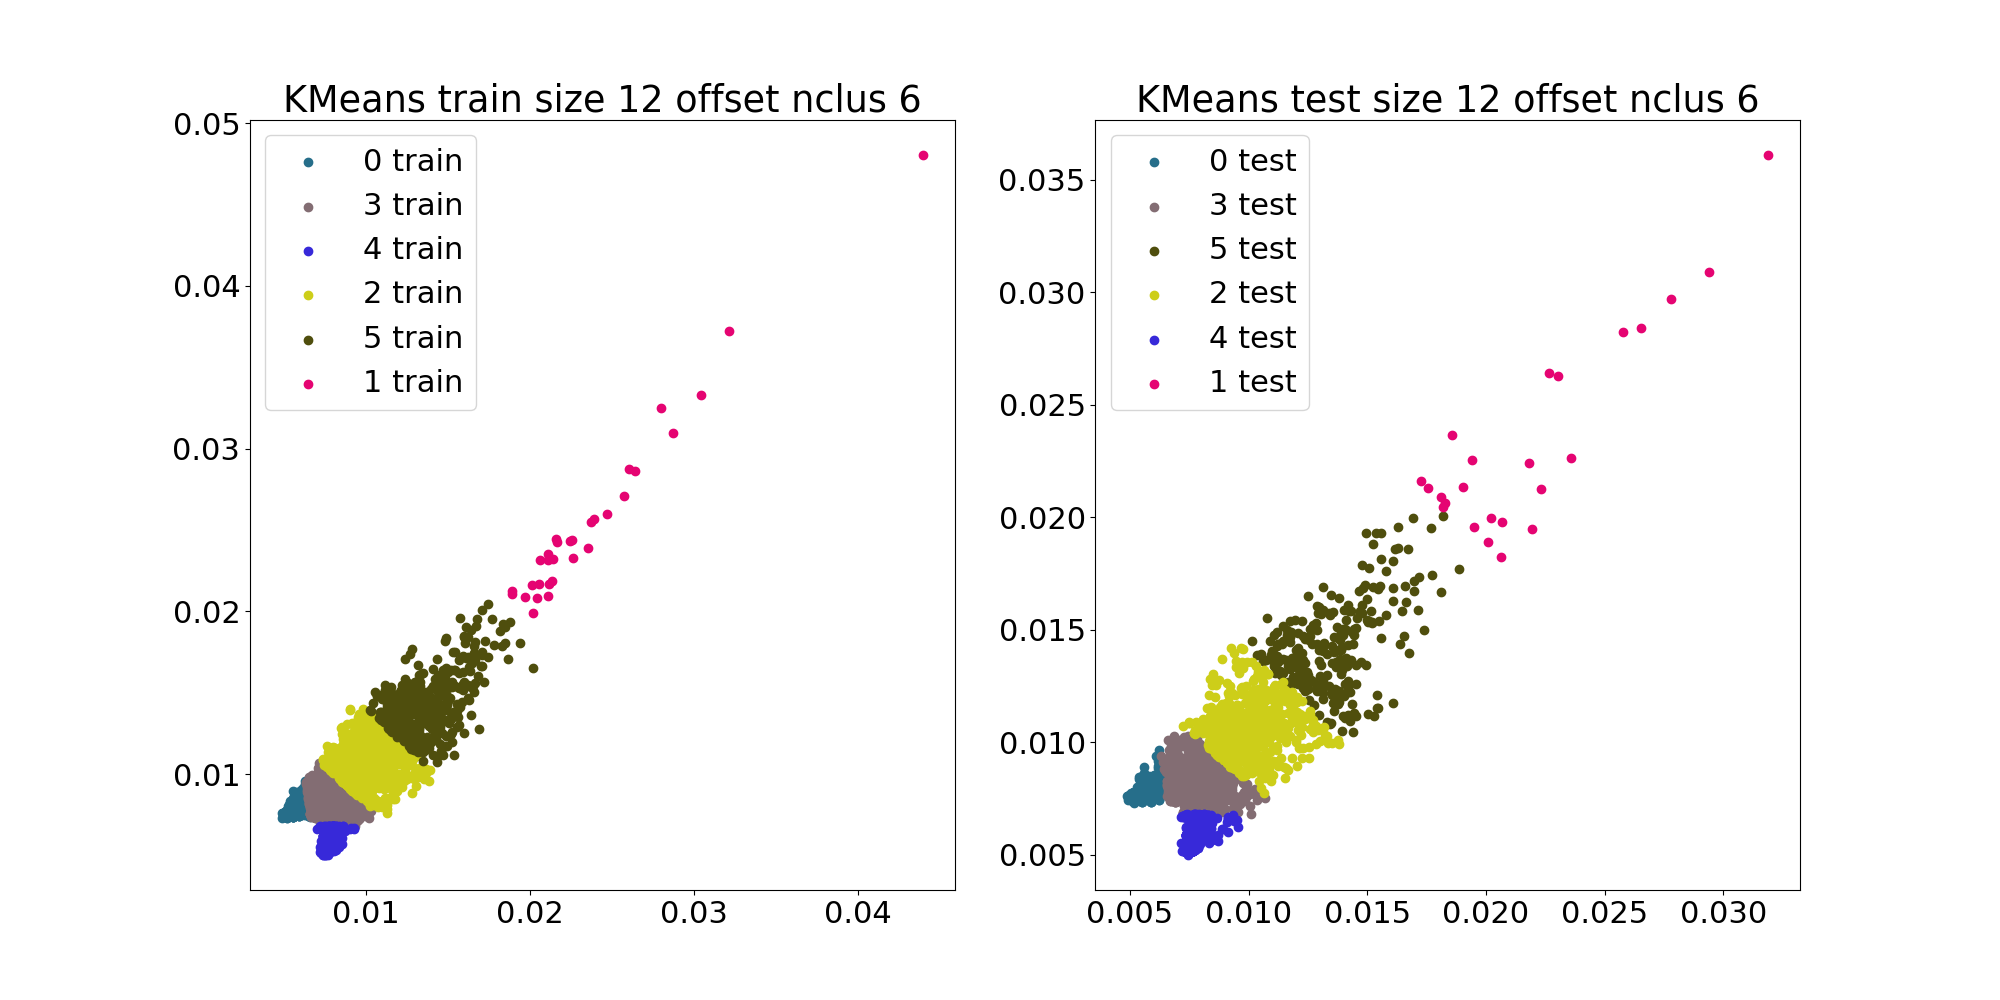 KMeans train size 12 offset nclus 6
0.05
0.04
0.03
0.02
0.01
0 train
3 train
4 train
2 train
5 train
1 train
0.01 0.02 0.03 0.04
KMeans test size 12 offset nclus 6
0.035
0.030
0.025
0.020
0.015
0.010
0.005
0 test
3 test
5 test
2 test
4 test
1 test
0.005 0.010 0.015 0.020 0.025 0.030